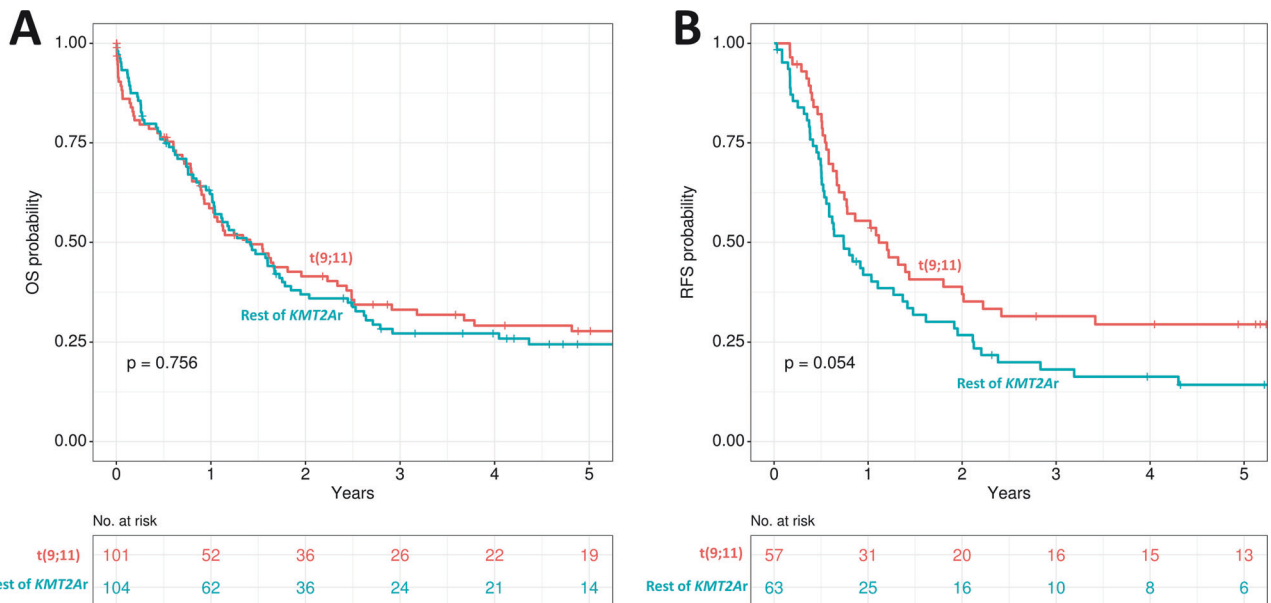 A
1.00
0.75
0.50
0.25
0.00
OS probability
t(9;11)
Rest of KMT2Ar
p = 0.756
0 1 2 3 4 5
Years
No. at risk
t(9;11) 101 52 36 26 22 19
est of KMT2Ar 104 62 36 24 21 14
B
1.00
0.75
0.50
0.25
0.00
RFS probability
t(9;11)
p = 0.054
Rest of KMT2Ar
0 1 2 3 4 5
Years
No. at risk
t(9;11) 57 31 20 16 15 13
Rest of KMT2Ar 63 25 16 10 8 6